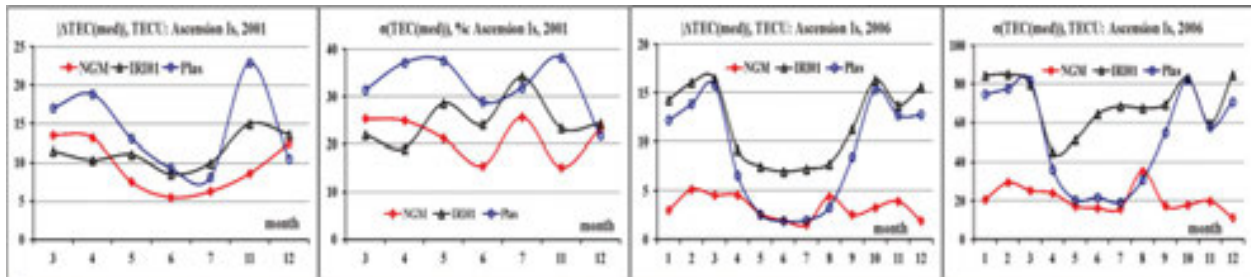 |ΔTEC(med)|, TECU: Ascension Is, 2001
25
20
15
10
5
0
NGM IRI01 Plas
month
3 4 5 6 7 11 12
σ(TEC(med)), %c Ascension Is, 2001
40
30
20
10
0
NGM IRI01 Plas
month
3 4 5 6 7 11 12
|ΔTEC(med)|, TECU: Ascension Is, 2006
20
15
10
5
0
NGM IRI01 Plas
month
1 2 3 4 5 6 7 8 9 10 11 12
σ(TEC(med)), TECU: Ascension Is, 2006
100
80
60
40
20
0
NGM IRI01 Plas
month
1 2 3 4 5 6 7 8 9 10 11 12